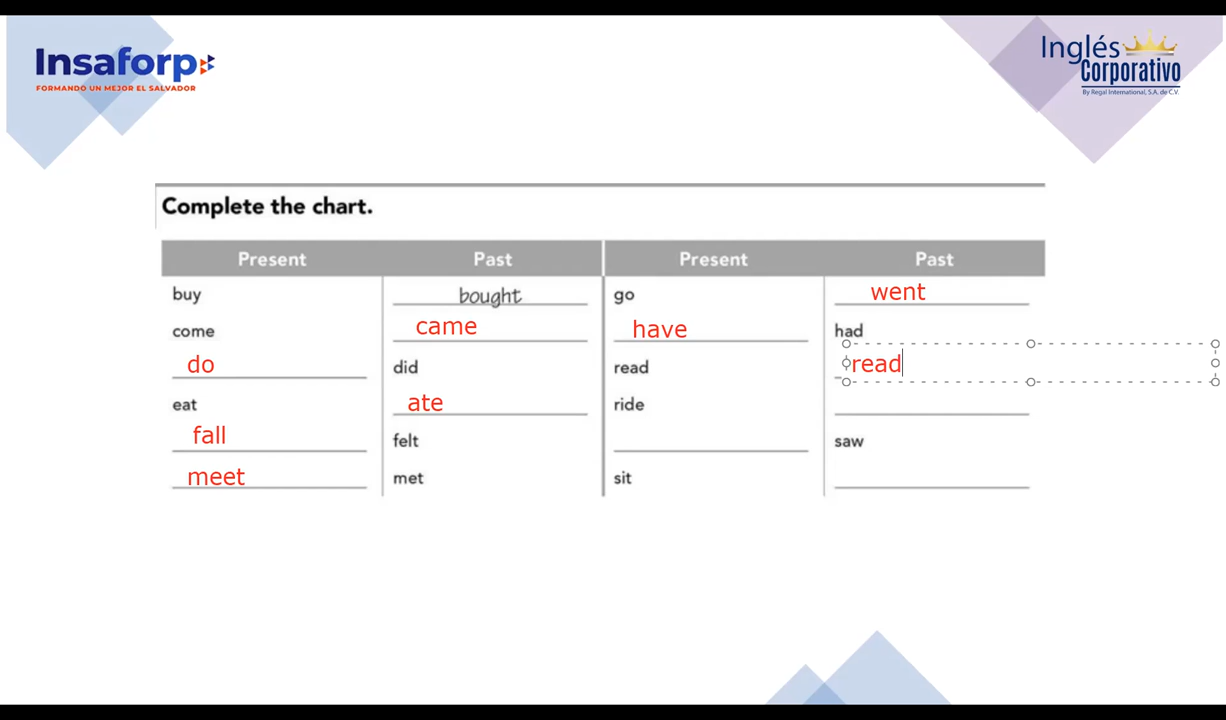 Insaforp
FORMANDO UN MEJOR EL SALVADOR
Inglés
Corporativo
By Regal International, S.A. de C.V.
Complete the chart.
Present Past Present Past
buy bought go went
come came have had
do did read read
eat ate ride
fall felt saw
meet met sit